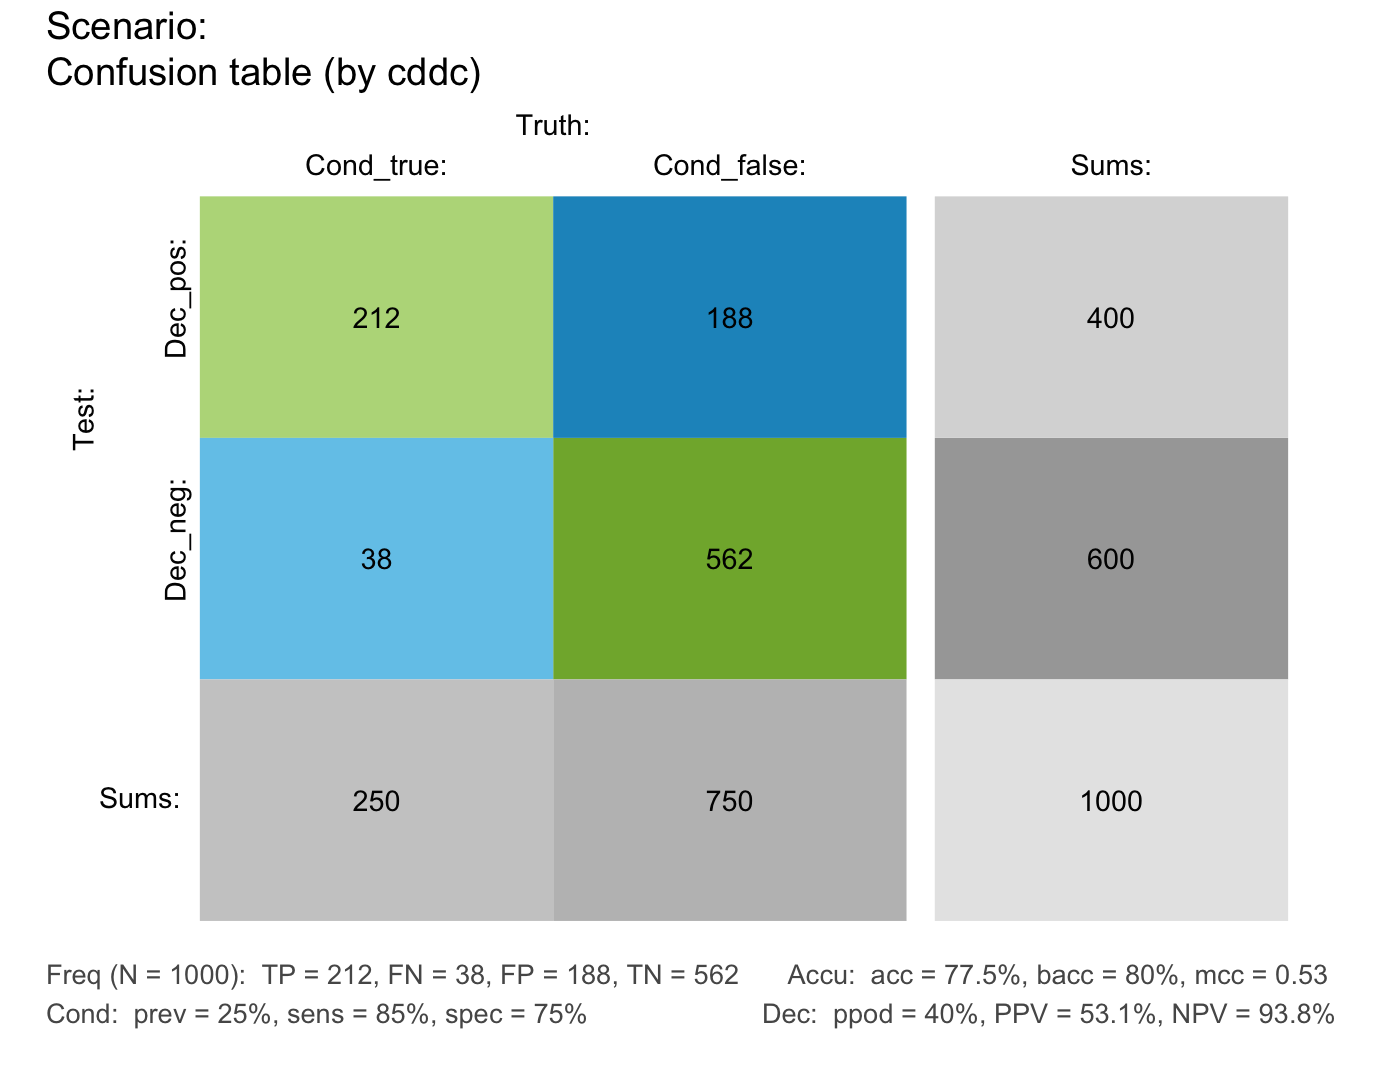 Scenario:
Confusion table (by cddc)
Truth:
Cond_true: Cond_false: Sums:
Test:
Dec_pos: 212 188 400
Dec_neg: 38 562 600
Sums: 250 750 1000
Freq (N = 1000): TP = 212, FN = 38, FP = 188, TN = 562 Accu: acc = 77.5%, bacc = 80%, mcc = 0.53
Cond: prev = 25%, sens = 85%, spec = 75% Dec: ppod = 40%, PPV = 53.1%, NPV = 93.8%